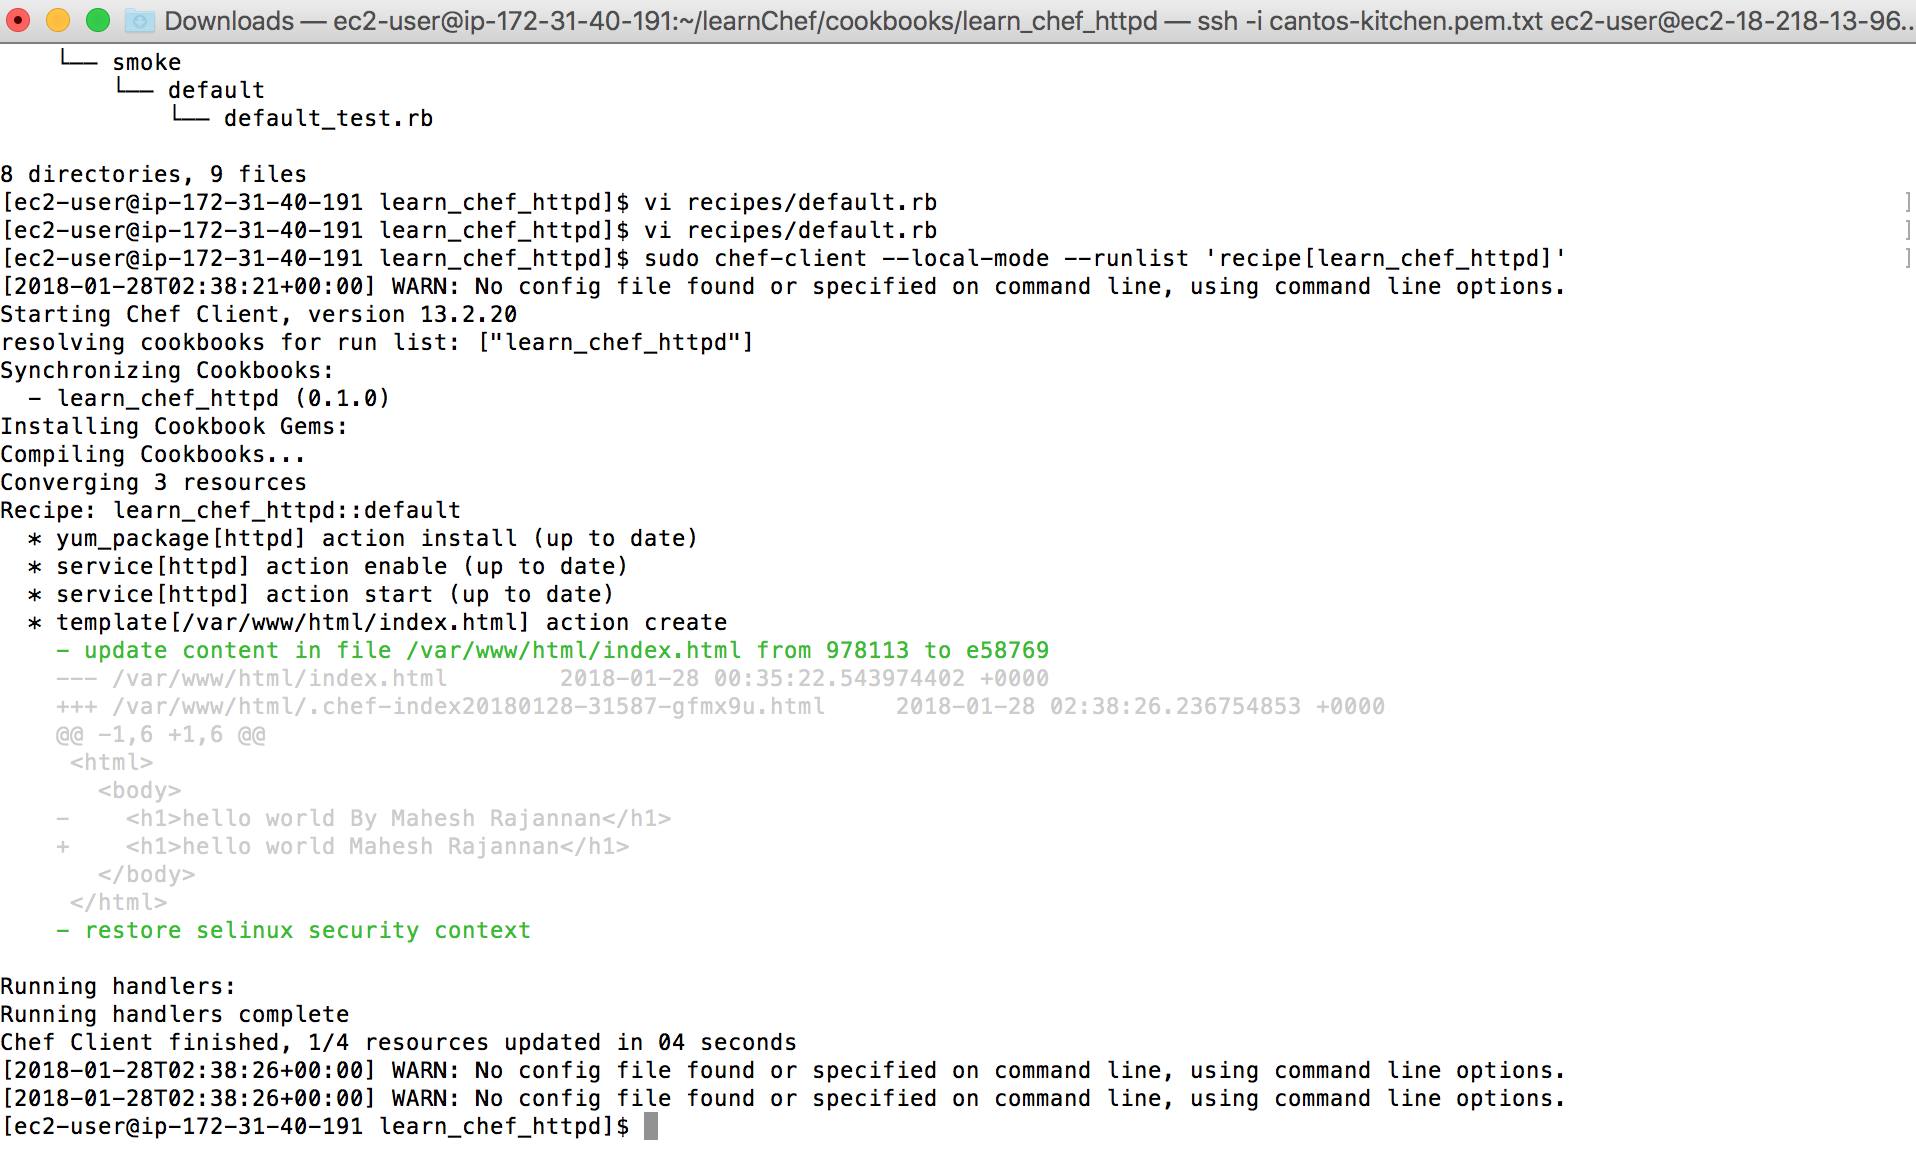 Downloads — ec2-user@ip-172-31-40-191:~/learnChef/cookbooks/learn_chef_httpd — ssh -i cantos-kitchen.pem.txt ec2-user@ec2-18-218-13-96...
└── smoke
└── default
└── default_test.rb
8 directories, 9 files
[ec2-user@ip-172-31-40-191 learn_chef_httpd]$ vi recipes/default.rb ]
[ec2-user@ip-172-31-40-191 learn_chef_httpd]$ vi recipes/default.rb ]
[ec2-user@ip-172-31-40-191 learn_chef_httpd]$ sudo chef-client --local-mode --runlist 'recipe[learn_chef_httpd]' ]
[2018-01-28T02:38:21+00:00] WARN: No config file found or specified on command line, using command line options.
Starting Chef Client, version 13.2.20
resolving cookbooks for run list: ["learn_chef_httpd"]
Synchronizing Cookbooks:
  - learn_chef_httpd (0.1.0)
Installing Cookbook Gems:
Compiling Cookbooks...
Converging 3 resources
Recipe: learn_chef_httpd::default
  * yum_package[httpd] action install (up to date)
  * service[httpd] action enable (up to date)
  * service[httpd] action start (up to date)
  * template[/var/www/html/index.html] action create
    - update content in file /var/www/html/index.html from 978113 to e58769
    --- /var/www/html/index.html        2018-01-28 00:35:22.543974402 +0000
    +++ /var/www/html/.chef-index20180128-31587-gfmx9u.html     2018-01-28 02:38:26.236754853 +0000
    @@ -1,6 +1,6 @@
     <html>
       <body>
    -    <h1>hello world By Mahesh Rajannan</h1>
    +    <h1>hello world Mahesh Rajannan</h1>
       </body>
     </html>
    - restore selinux security context
Running handlers:
Running handlers complete
Chef Client finished, 1/4 resources updated in 04 seconds
[2018-01-28T02:38:26+00:00] WARN: No config file found or specified on command line, using command line options.
[2018-01-28T02:38:26+00:00] WARN: No config file found or specified on command line, using command line options.
[ec2-user@ip-172-31-40-191 learn_chef_httpd]$